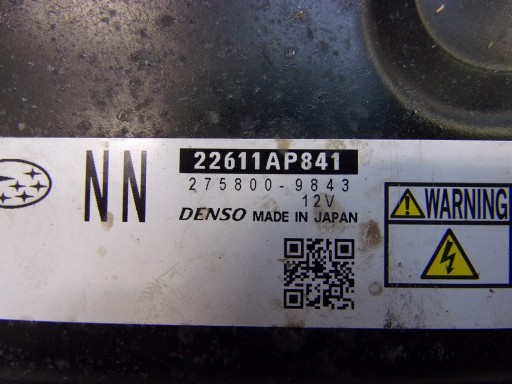 NN
22611AP841
275800-9843
12V
DENSO MADE IN JAPAN
WARNING